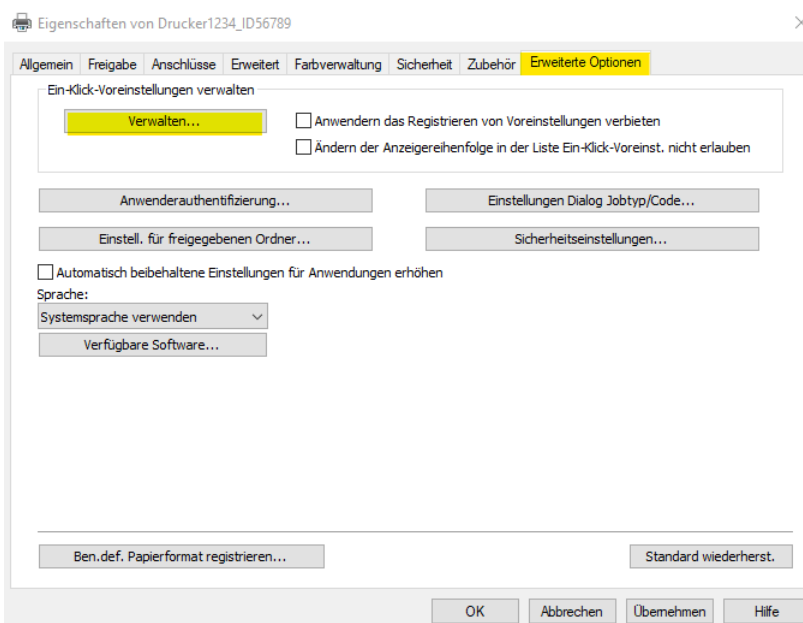 Eigenschaften von Drucker1234_ID56789
Allgemein Freigabe Anschlüsse Erweitert Farbverwaltung Sicherheit Zubehör Erweiterte Optionen
Ein-Klick-Voreinstellungen verwalten
Verwalten... Anwendern das Registrieren von Voreinstellungen verbieten
Ändern der Anzeigereihenfolge in der Liste Ein-Klick-Voreinst. nicht erlauben
Anwenderauthentifizierung... Einstellungen Dialog Jobtyp/Code...
Einstell. für freigegebenen Ordner... Sicherheitseinstellungen...
Automatisch beibehaltene Einstellungen für Anwendungen erhöhen
Sprache:
Systemsprache verwenden
Verfügbare Software...
Ben.def. Papierformat registrieren... Standard wiederherst.
OK Abbrechen Übernehmen Hilfe